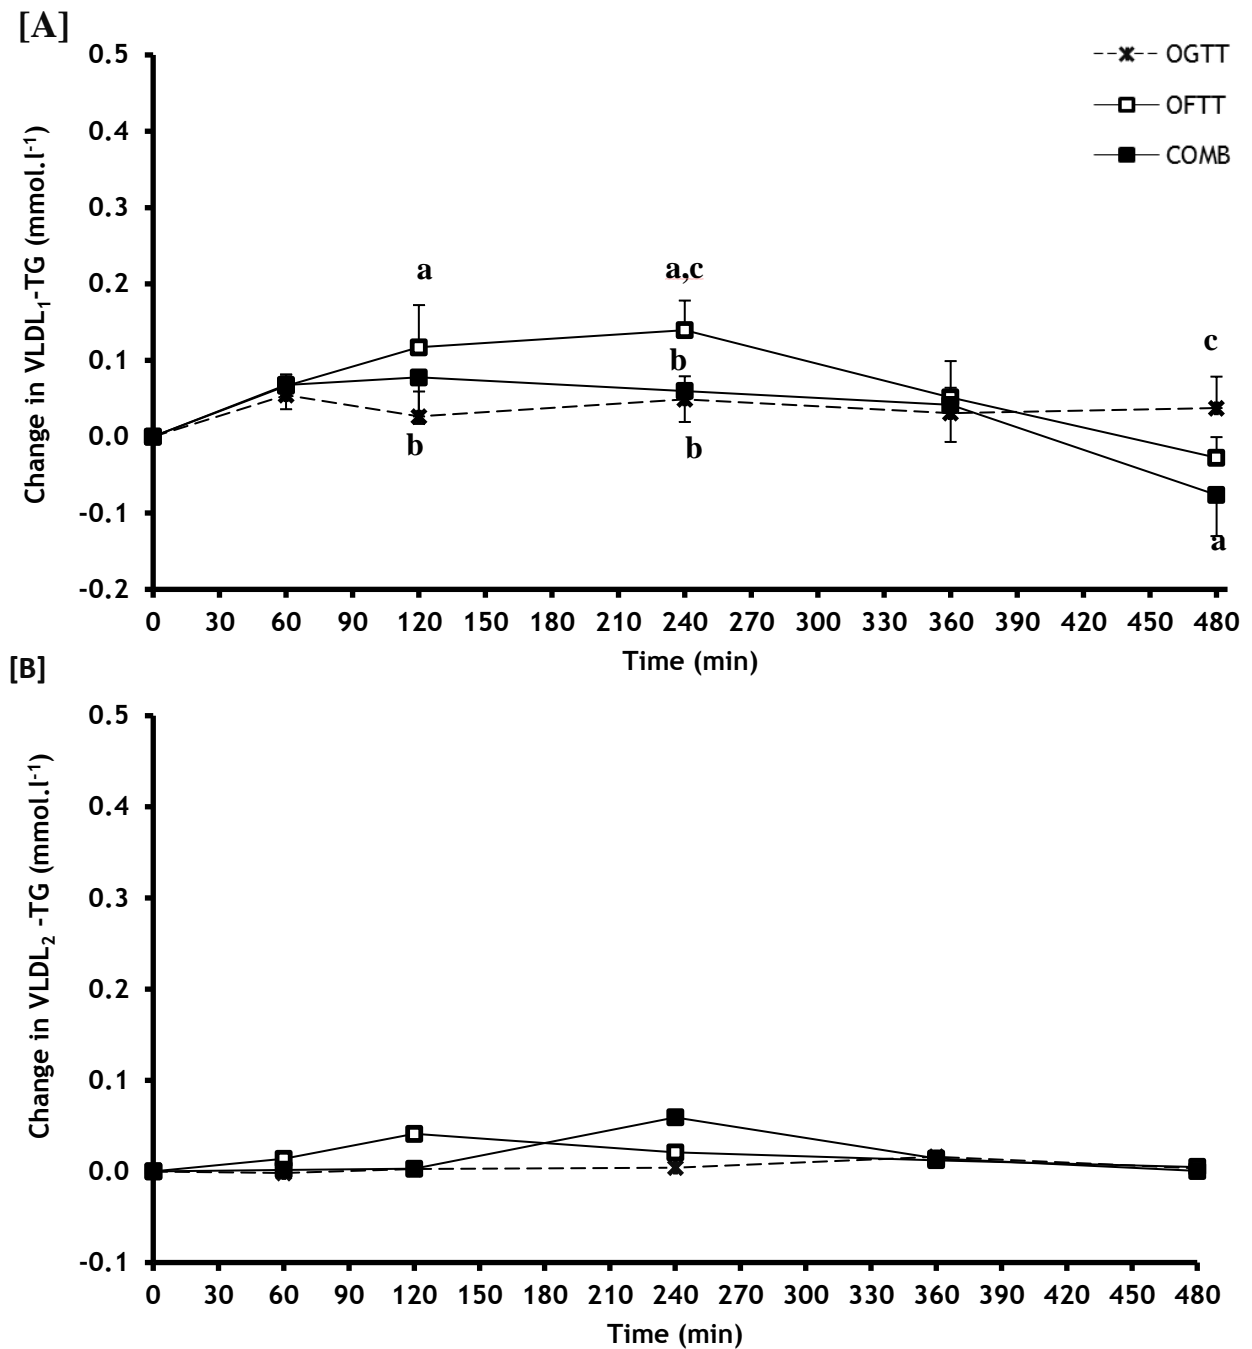 [A]
0.5
0.4
0.3
0.2
0.1
0.0
-0.1
-0.2
Change in VLDL₁-TG (mmol.l⁻¹)
OGTT
OFTT
COMB
a
a,c
b
c
b
b
a
0 30 60 90 120 150 180 210 240 270 300 330 360 390 420 450 480
Time (min)
[B]
0.5
0.4
0.3
0.2
0.1
0.0
-0.1
Change in VLDL₂ -TG (mmol.l⁻¹)
0 30 60 90 120 150 180 210 240 270 300 330 360 390 420 450 480
Time (min)